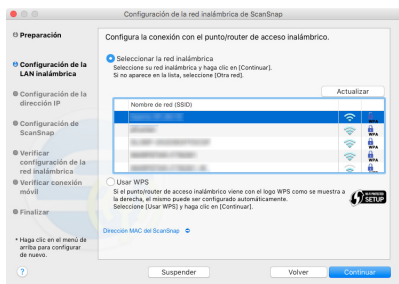 Configuración de la red inalámbrica de ScanSnap
Preparación
Configuración de la
LAN inalámbrica
Configuración de la
dirección IP
Configuración de
ScanSnap
Verificar
configuración de la
red inalámbrica
Verificar conexión
móvil
Finalizar
* Haga clic en el menú de
arriba para configurar
de nuevo.
Configura la conexión con el punto/router de acceso inalámbrico.
Seleccionar la red inalámbrica
Seleccione su red inalámbrica y haga clic en [Continuar].
Si no aparece en la lista, seleccione [Otra red].
Actualizar
Nombre de red (SSID)
WPA
WPA
WPA
WPA
Usar WPS
Si el punto/router de acceso inalámbrico viene con el logo WPS como se muestra a
la derecha, el mismo puede ser configurado automáticamente.
Seleccione [Usar WPS] y haga clic en [Continuar].
SETUP
Dirección MAC del ScanSnap
?
Suspender
Volver
Continuar